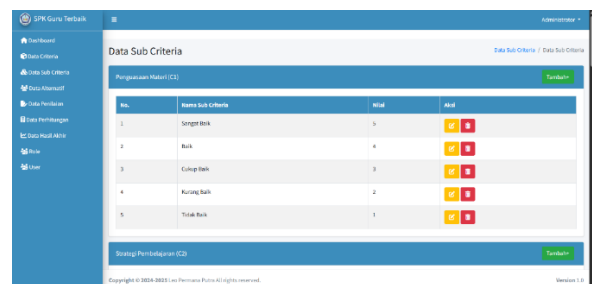 SPK Guru Terbaik
Administrator
Dashboard
Data Criteria
Data Sub Criteria
Data Alternatif
Data Penilaian
Data Perhitungan
Data Hasil Akhir
Role
User
Data Sub Criteria
Data Sub Criteria / Data Sub Criteria
Penguasaan Materi (C1)
Tambah+
No. Nama Sub Criteria Nilai Aksi
1 Sangat Baik 5
2 Baik 4
3 Cukup Baik 3
4 Kurang Baik 2
5 Tidak Baik 1
Strategi Pembelajaran (C2)
Tambah+
Copyright © 2024-2025 Leo Permana Putra All rights reserved.
Version 1.0